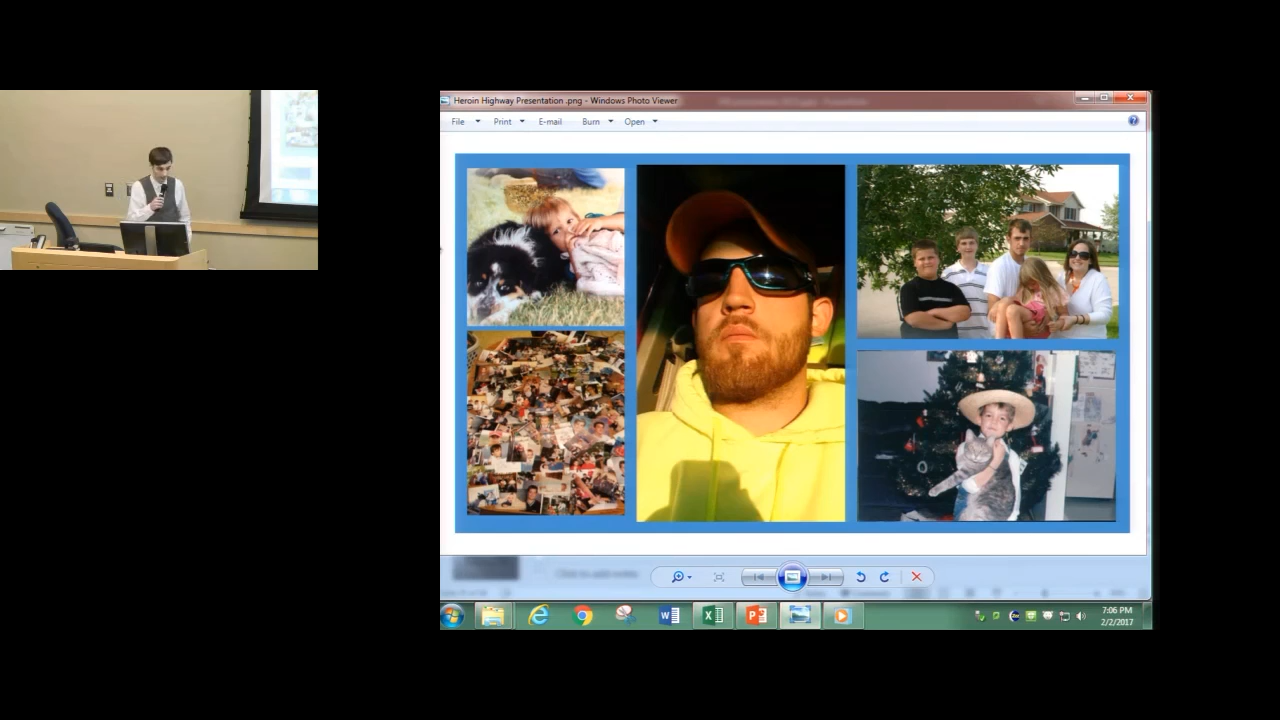 Heroin Highway Presentation .png - Windows Photo Viewer
File Print E-mail Burn Open
7:06 PM
2/2/2017